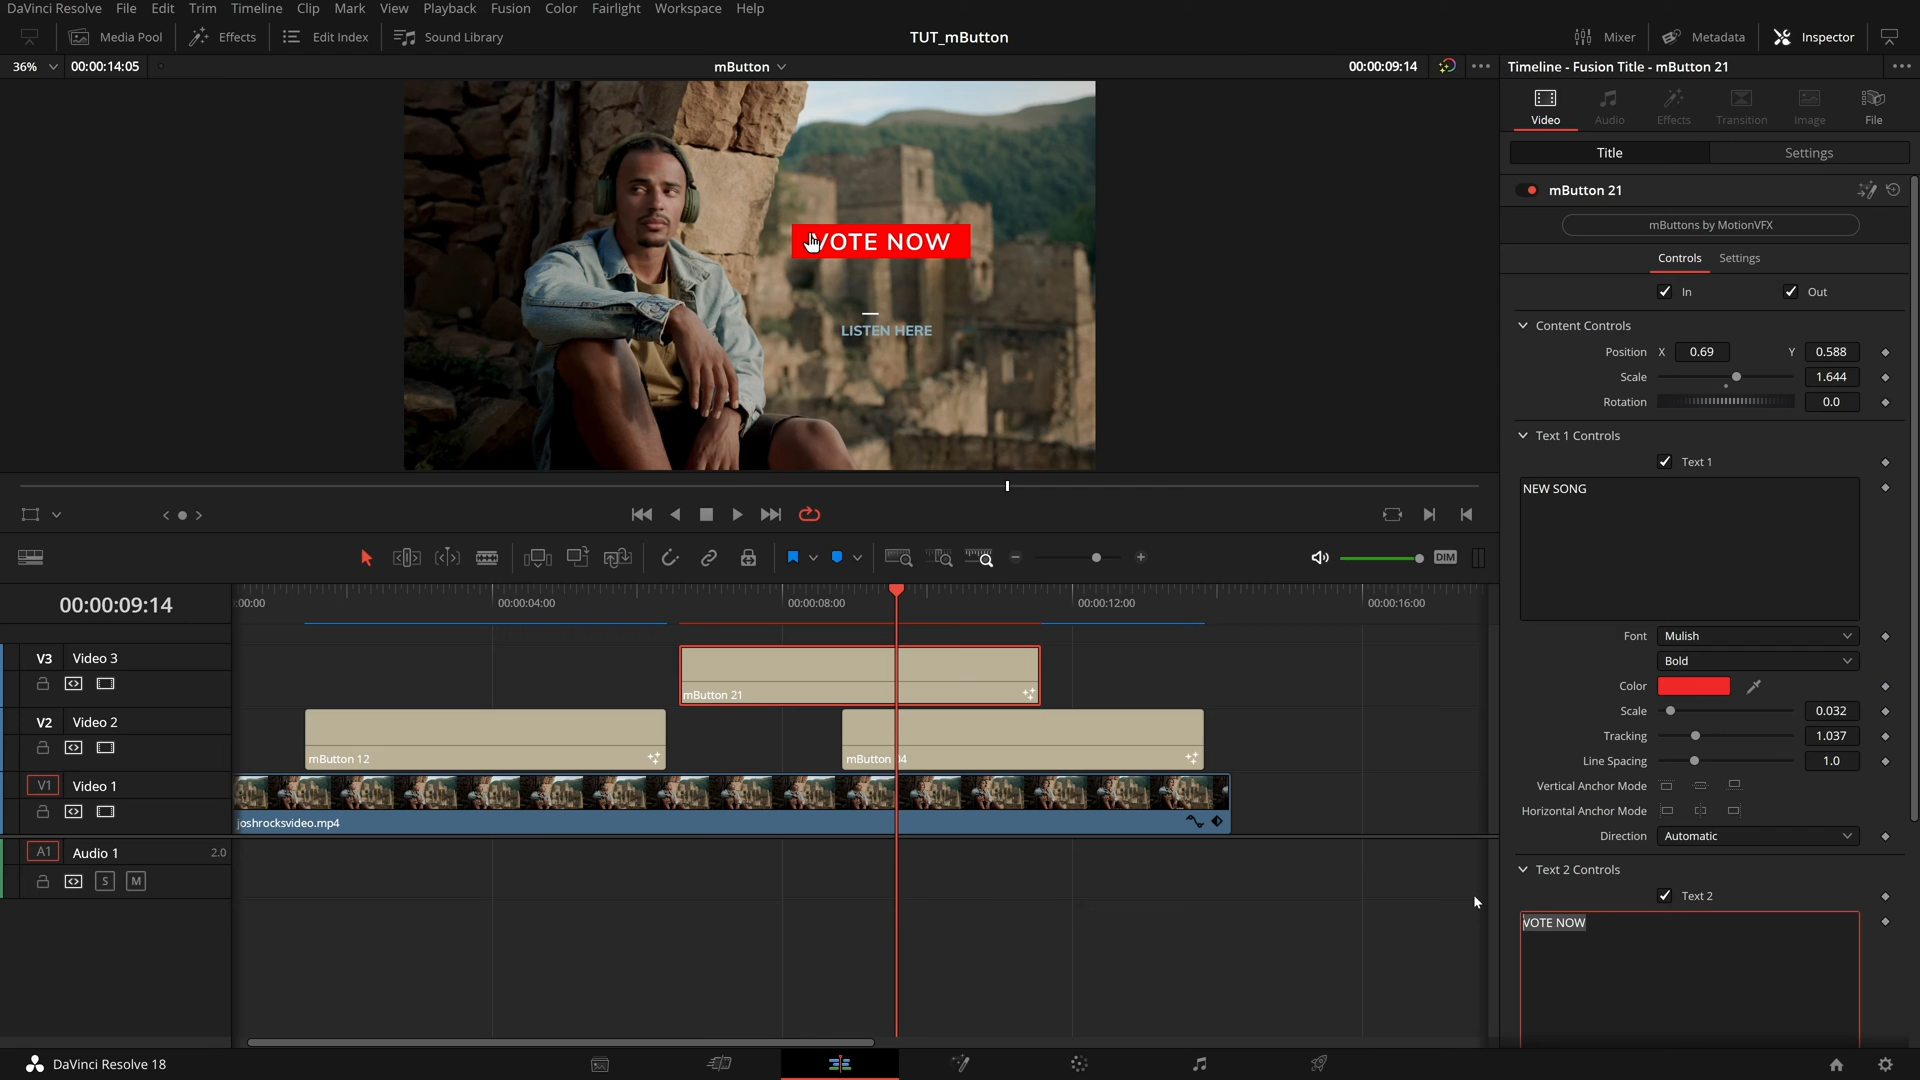 DaVinci Resolve File Edit Trim Timeline Clip Mark View Playback Fusion Color Fairlight Workspace Help
Media Pool Effects Edit Index Sound Library TUT_mButton Mixer Metadata Inspector
36% 00:00:14:05 mButton 00:00:09:14 Timeline - Fusion Title - mButton 21
Video Audio Effects Transition Image File
Title Settings
mButton 21
mButtons by MotionVFX
VOTE NOW
Controls Settings
In Out
LISTEN HERE
Content Controls
Position X 0.69 Y 0.588
Scale 1.644
Rotation 0.0
Text 1 Controls
Text 1
NEW SONG
DIM
00:00:09:14 :00:00 00:00:04:00 00:00:08:00 00:00:12:00 00:00:16:00
Font Mulish
Bold
Color
Scale 0.032
Tracking 1.037
Line Spacing 1.0
Vertical Anchor Mode
Horizontal Anchor Mode
Direction Automatic
V3 Video 3
mButton 21
V2 Video 2
mButton 12 mButton 04
V1 Video 1
joshrocksvideo.mp4
A1 Audio 1 2.0
S M
Text 2 Controls
Text 2
VOTE NOW
DaVinci Resolve 18